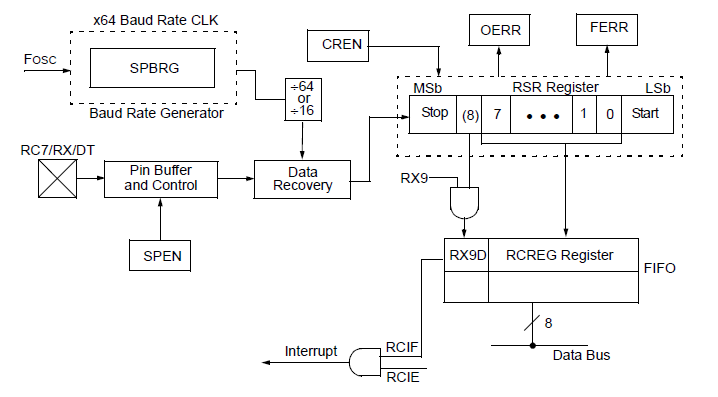 x64 Baud Rate CLK
FOSC
SPBRG
Baud Rate Generator
÷64
or
÷16
CREN
OERR
FERR
MSb
RSR Register
LSb
Stop
(8)
7
• • •
1
0
Start
RC7/RX/DT
Pin Buffer
and Control
Data
Recovery
RX9
SPEN
RX9D
RCREG Register
FIFO
8
Data Bus
Interrupt
RCIF
RCIE